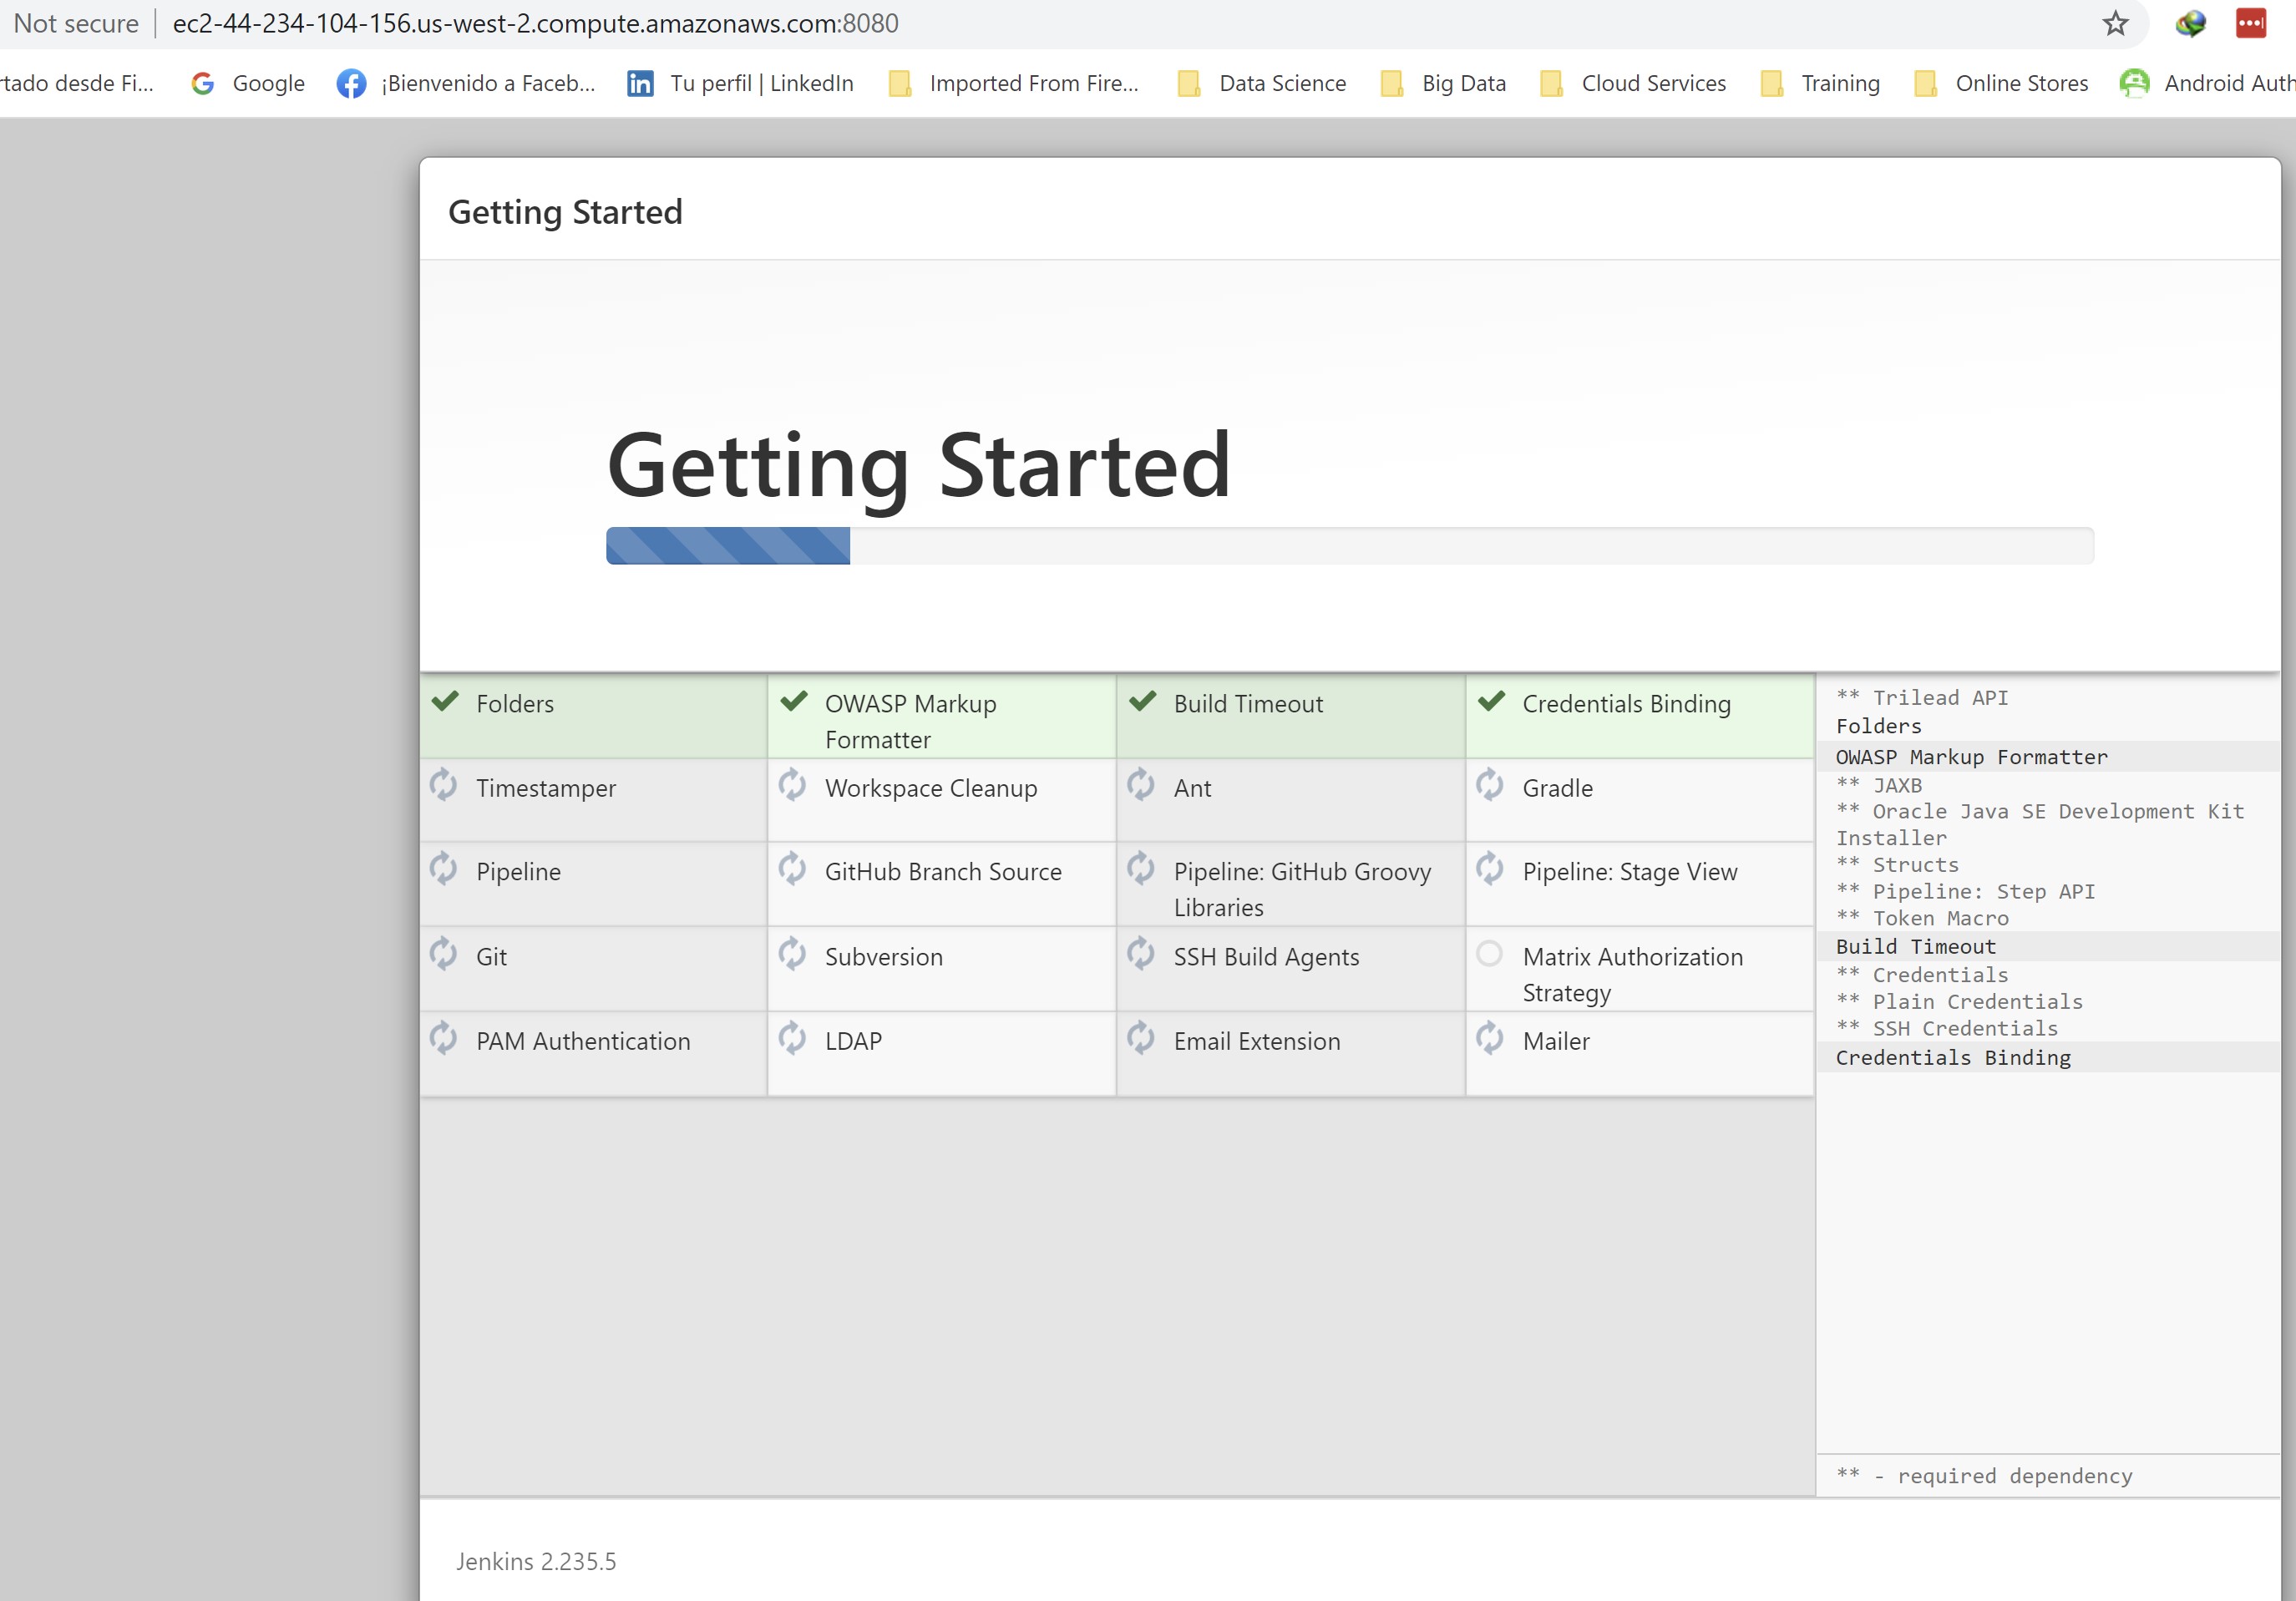 Not secure ec2-44-234-104-156.us-west-2.compute.amazonaws.com:8080
rtado desde Fi... Google ¡Bienvenido a Faceb... Tu perfil | LinkedIn Imported From Fire... Data Science Big Data Cloud Services Training Online Stores Android Auth
Getting Started
Getting Started
Folders
OWASP Markup
Formatter
Build Timeout
Credentials Binding
Timestamper
Workspace Cleanup
Ant
Gradle
Pipeline
GitHub Branch Source
Pipeline: GitHub Groovy
Libraries
Pipeline: Stage View
Git
Subversion
SSH Build Agents
Matrix Authorization
Strategy
PAM Authentication
LDAP
Email Extension
Mailer
** Trilead API
Folders
OWASP Markup Formatter
** JAXB
** Oracle Java SE Development Kit
Installer
** Structs
** Pipeline: Step API
** Token Macro
Build Timeout
** Credentials
** Plain Credentials
** SSH Credentials
Credentials Binding
** - required dependency
Jenkins 2.235.5